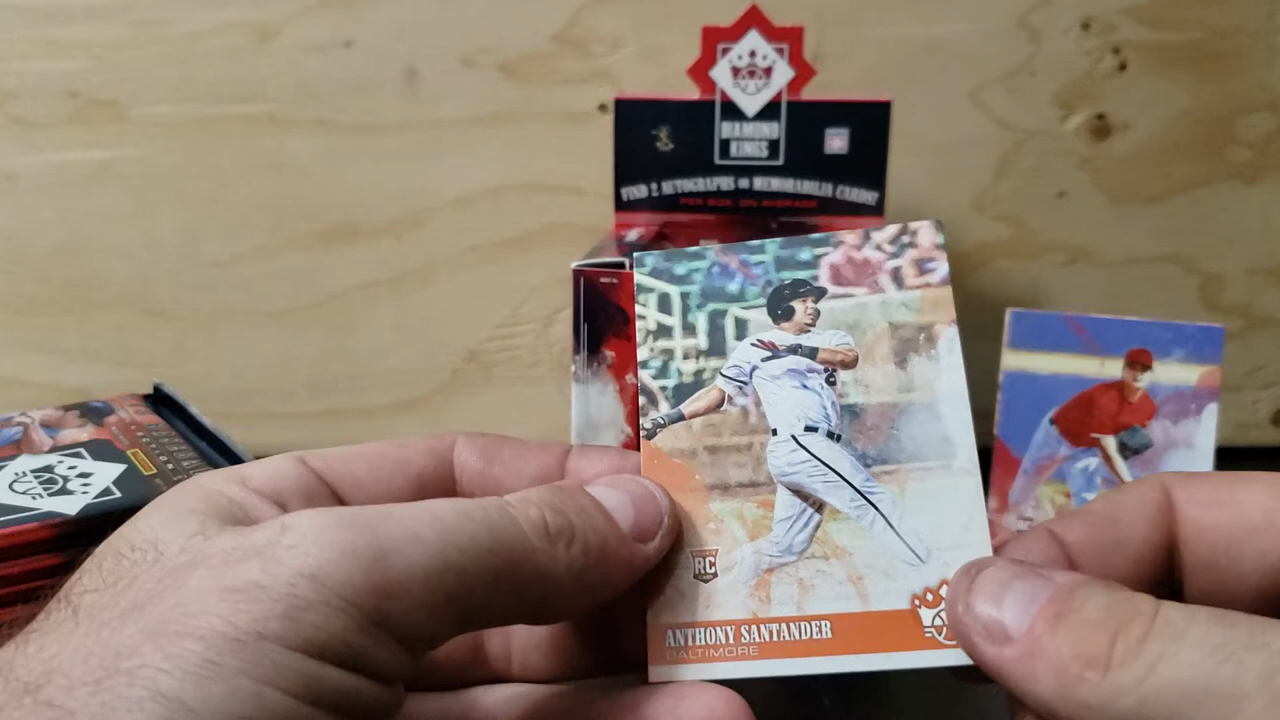 DIAMOND
KINGS
FIND 2 AUTOGRAPHS OR MEMORABILIA CARDS!
PER BOX, ON AVERAGE
RC
ANTHONY SANTANDER
BALTIMORE